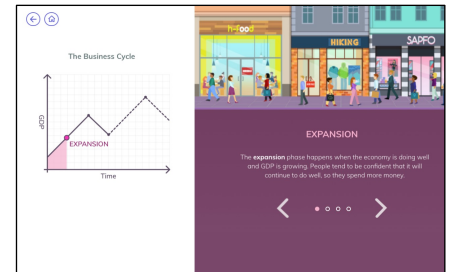 The Business Cycle
GDP
EXPANSION
Time
h-food
HIKING
SAPFO
EXPANSION
The expansion phase happens when the economy is doing well
and GDP is growing. People tend to be confident that it will
continue to do well, so they spend more money.